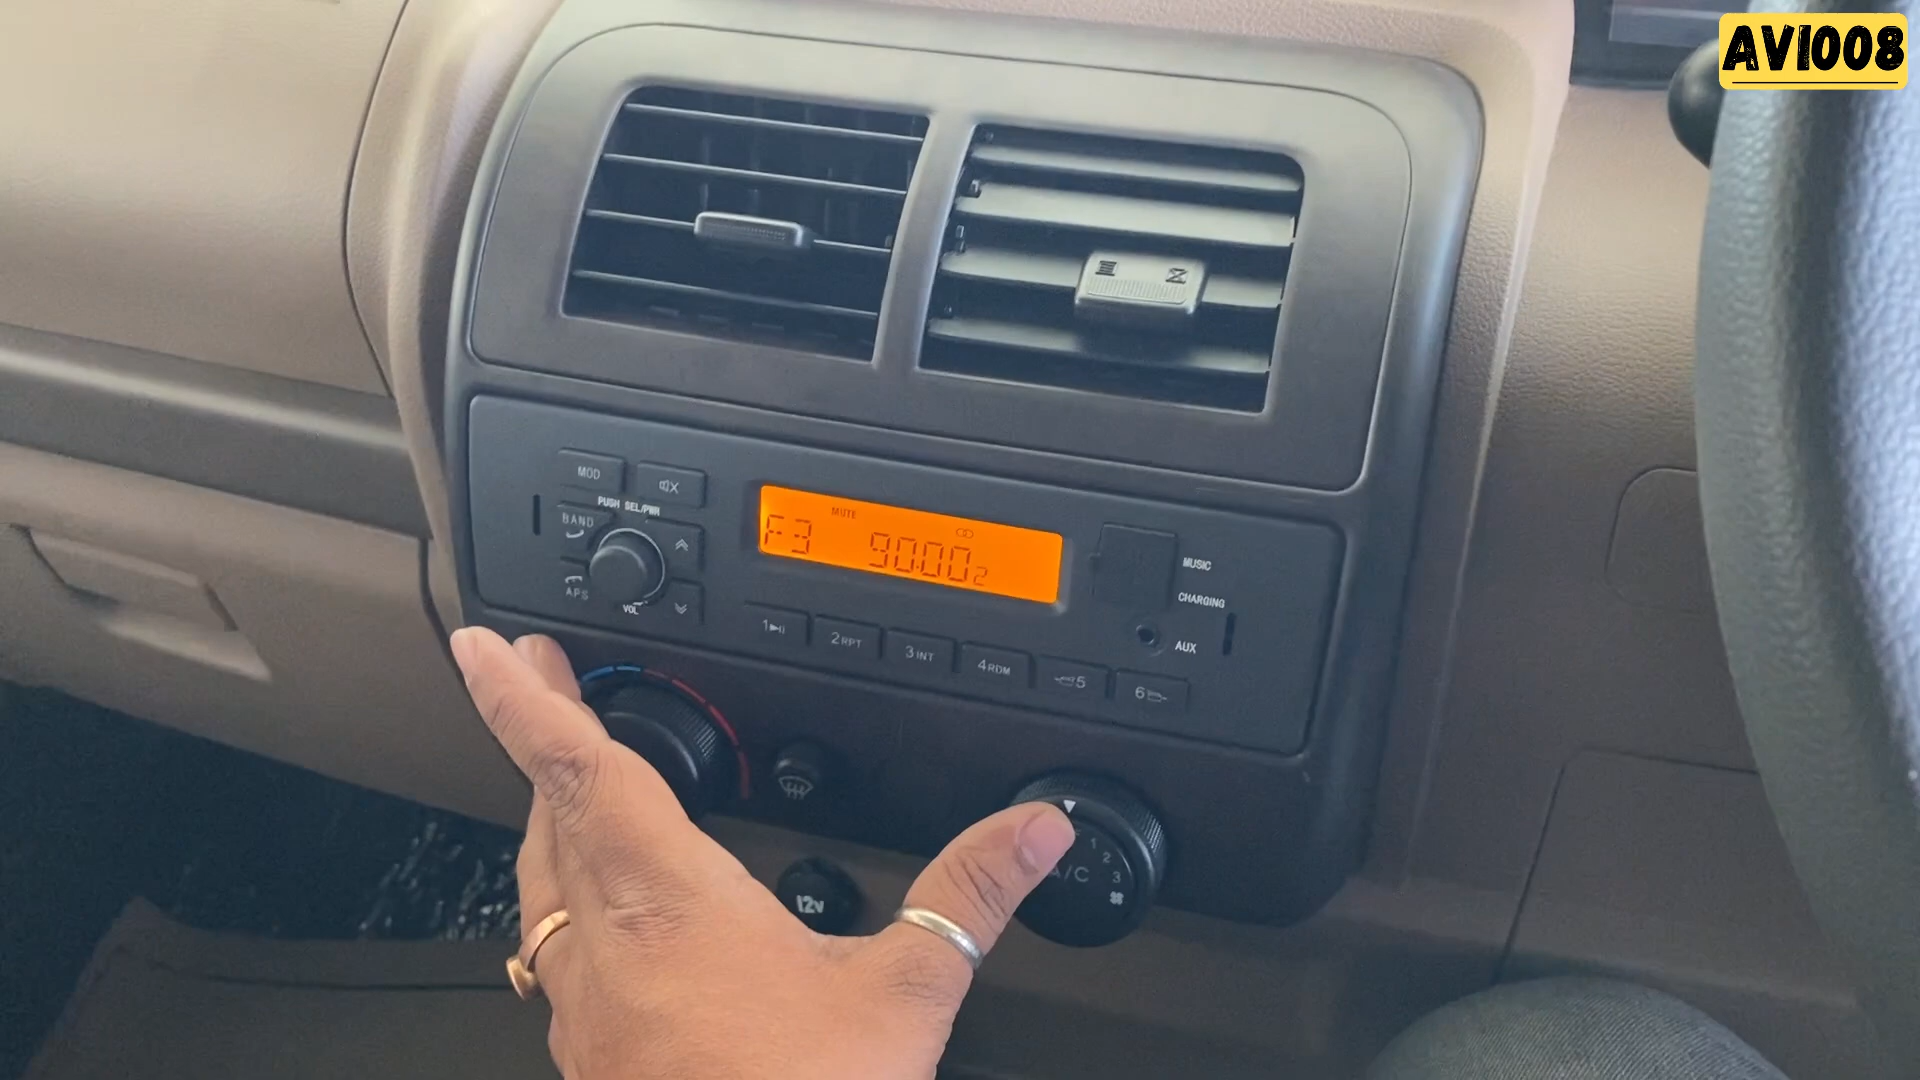 AVI008
MOD
PUSH SEL/PWR
BAND
APS
VOL
MUTE
F3 90.00 2
MUSIC
CHARGING
AUX
1
2 RPT
3 INT
4 RDM
5
6
12V
1
2
3
A/C